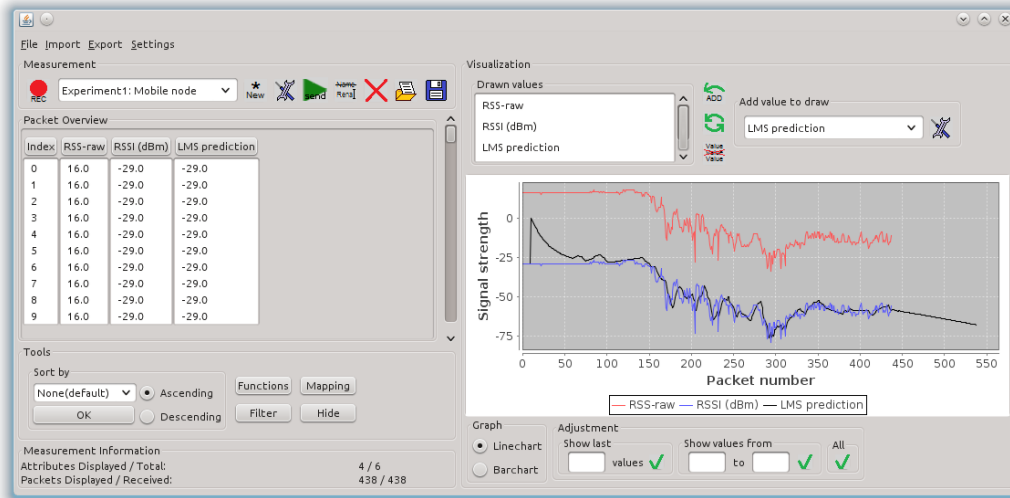 File Import Export Settings
Measurement
REC
Experiment1: Mobile node
* New
send
Name
Renal
Packet Overview
Index RSS-raw RSSI (dBm) LMS prediction
0 16.0 -29.0 -29.0
1 16.0 -29.0 -29.0
2 16.0 -29.0 -29.0
3 16.0 -29.0 -29.0
4 16.0 -29.0 -29.0
5 16.0 -29.0 -29.0
6 16.0 -29.0 -29.0
7 16.0 -29.0 -29.0
8 16.0 -29.0 -29.0
9 16.0 -29.0 -29.0
Tools
Sort by
None(default)
Ascending
OK
Descending
Functions Mapping
Filter Hide
Measurement Information
Attributes Displayed / Total: 4 / 6
Packets Displayed / Received: 438 / 438
Visualization
Drawn values
RSS-raw
RSSI (dBm)
LMS prediction
ADD
Value
Value
Value
Add value to draw
LMS prediction
Signal strength
0
-25
-50
-75
0 50 100 150 200 250 300 350 400 450 500 550
Packet number
RSS-raw RSSI (dBm) LMS prediction
Graph
Linechart
Barchart
Adjustment
Show last
values
Show values from
to
All